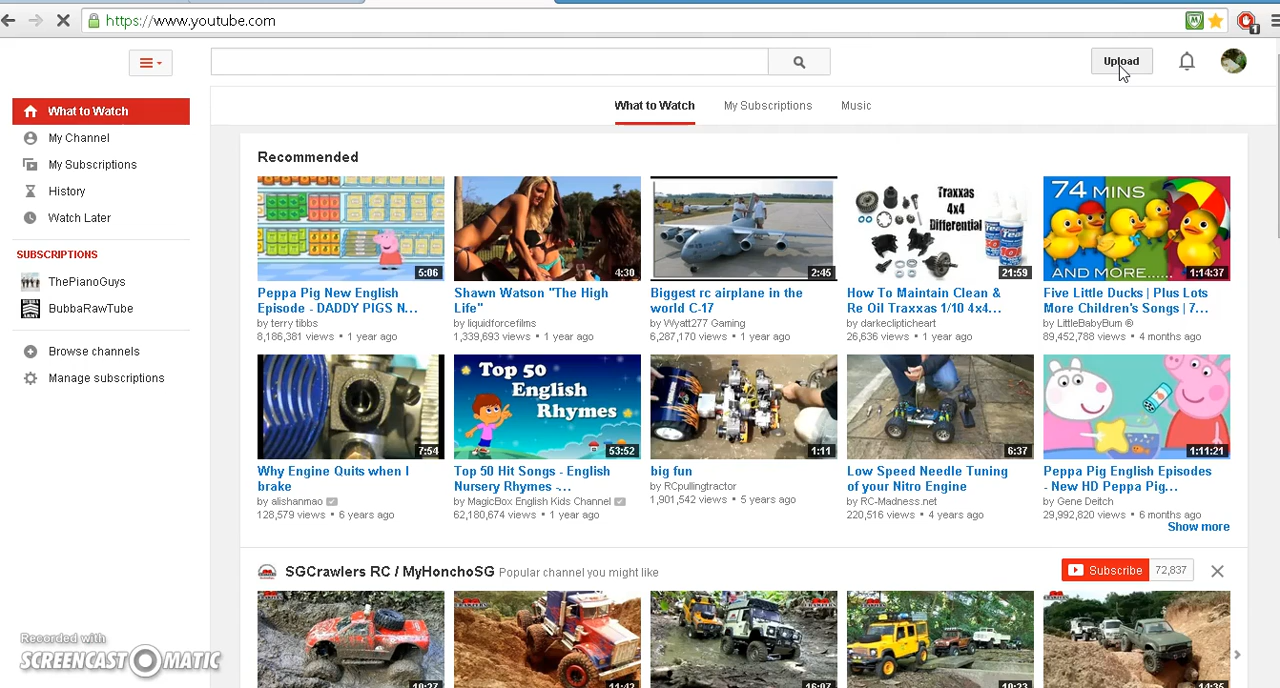 https://www.youtube.com
1
Upload
What to Watch
My Channel
My Subscriptions
History
Watch Later
SUBSCRIPTIONS
ThePianoGuys
BubbaRawTube
Browse channels
Manage subscriptions
What to Watch My Subscriptions Music
Recommended
5:06
4:30
2:45
Traxxas
4x4
Differential
21:59
74 MINS
AND MORE......
1:14:37
Peppa Pig New English
Episode - DADDY PIGS N...
by terry tibbs
8,186,381 views • 1 year ago
Shawn Watson "The High
Life"
by liquidforcefilms
1,339,693 views • 1 year ago
Biggest rc airplane in the
world C-17
by Wyatt277 Gaming
6,287,170 views • 1 year ago
How To Maintain Clean &
Re Oil Traxxas 1/10 4x4...
by darkeclipticheart
26,636 views • 1 year ago
Five Little Ducks | Plus Lots
More Children's Songs | 7...
by LittleBabyBum ®
89,452,788 views • 4 months ago
7:54
Top 50
English
Rhymes
53:52
1:11
6:37
1:11:21
Why Engine Quits when I
brake
by alishanmao
128,579 views • 6 years ago
Top 50 Hit Songs - English
Nursery Rhymes -...
by MagicBox English Kids Channel
62,180,674 views • 1 year ago
big fun
by RCpullingtractor
1,901,542 views • 5 years ago
Low Speed Needle Tuning
of your Nitro Engine
by RC-Madness.net
220,516 views • 4 years ago
Peppa Pig English Episodes
- New HD Peppa Pig...
by Gene Deitch
29,992,820 views • 6 months ago
Show more
SGCrawlers RC / MyHonchoSG Popular channel you might like
Subscribe 72,837
10:27
11:42
16:07
10:23
14:35
Recorded with
SCREENCAST-O-MATIC